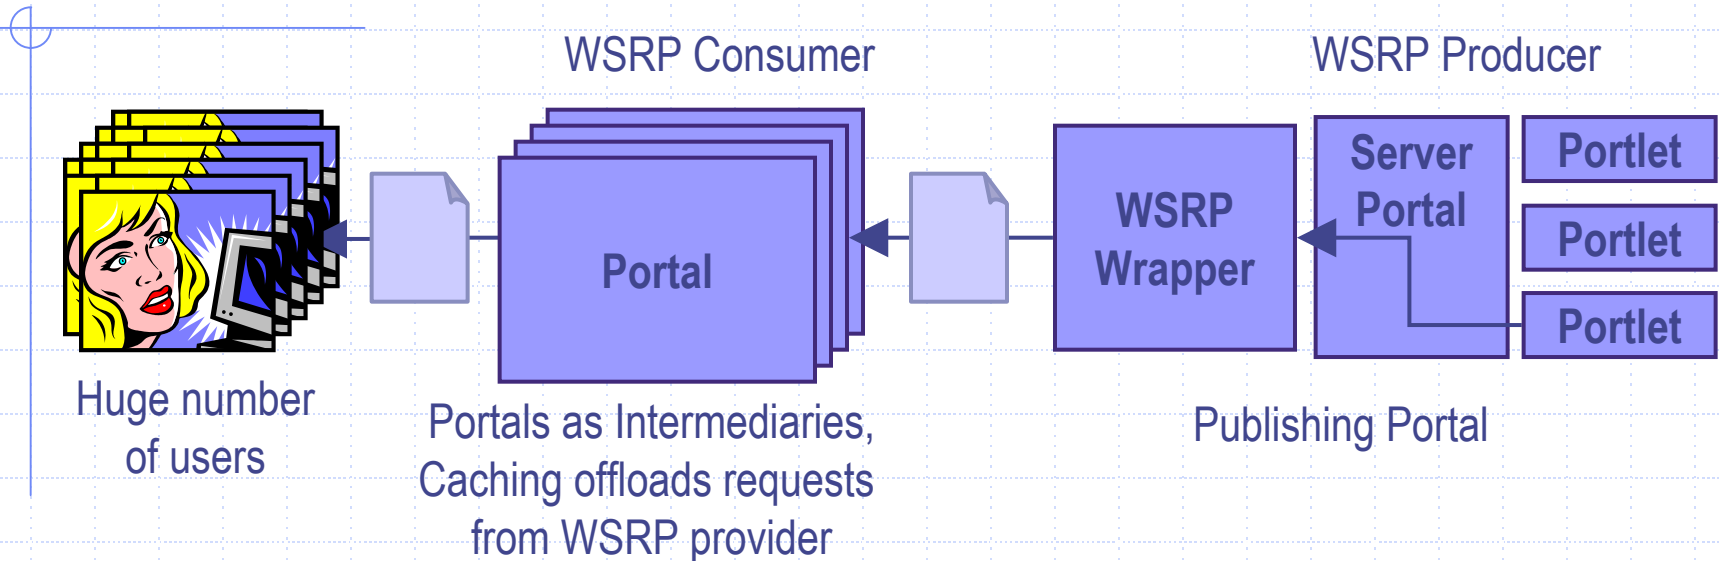 WSRP Consumer
WSRP Producer
Portal
WSRP
Wrapper
Server
Portal
Portlet
Portlet
Portlet
Huge number
of users
Portals as Intermediaries,
Caching offloads requests
from WSRP provider
Publishing Portal